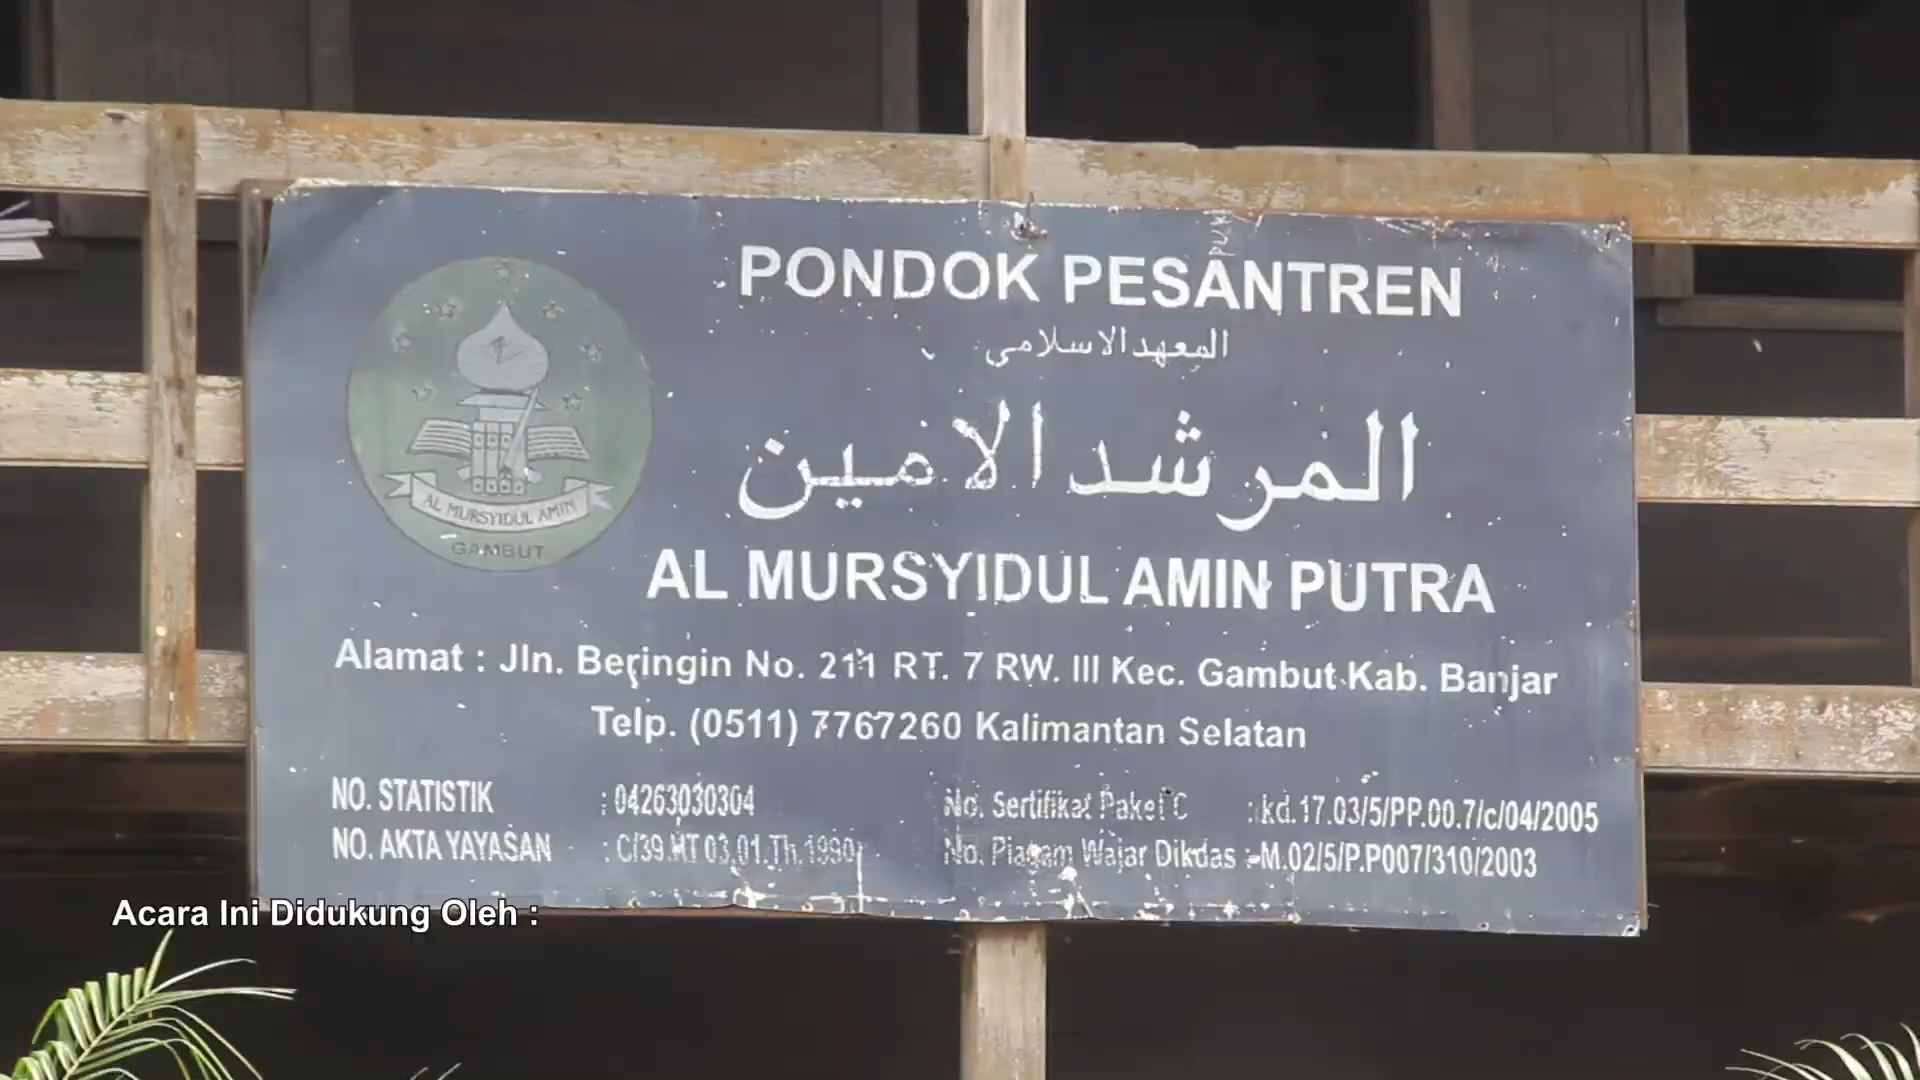 PONDOK PESANTREN
المعهد الاسلامى
المرشد الامين
AL MURSYIDUL AMIN
GAMBUT
AL MURSYIDUL AMIN PUTRA
Alamat : Jln. Beringin No. 211 RT. 7 RW. III Kec. Gambut Kab. Banjar
Telp. (0511) 7767260 Kalimantan Selatan
NO. STATISTIK : 04263030304
No. Sertifikat Paket C : kd.17.03/5/PP.00.7/c/04/2005
NO. AKTA YAYASAN : C/39.HT 03.01.Th.1990
No. Piagam Wajar Dikdas : M.02/5/P.P007/310/2003
Acara Ini Didukung Oleh :